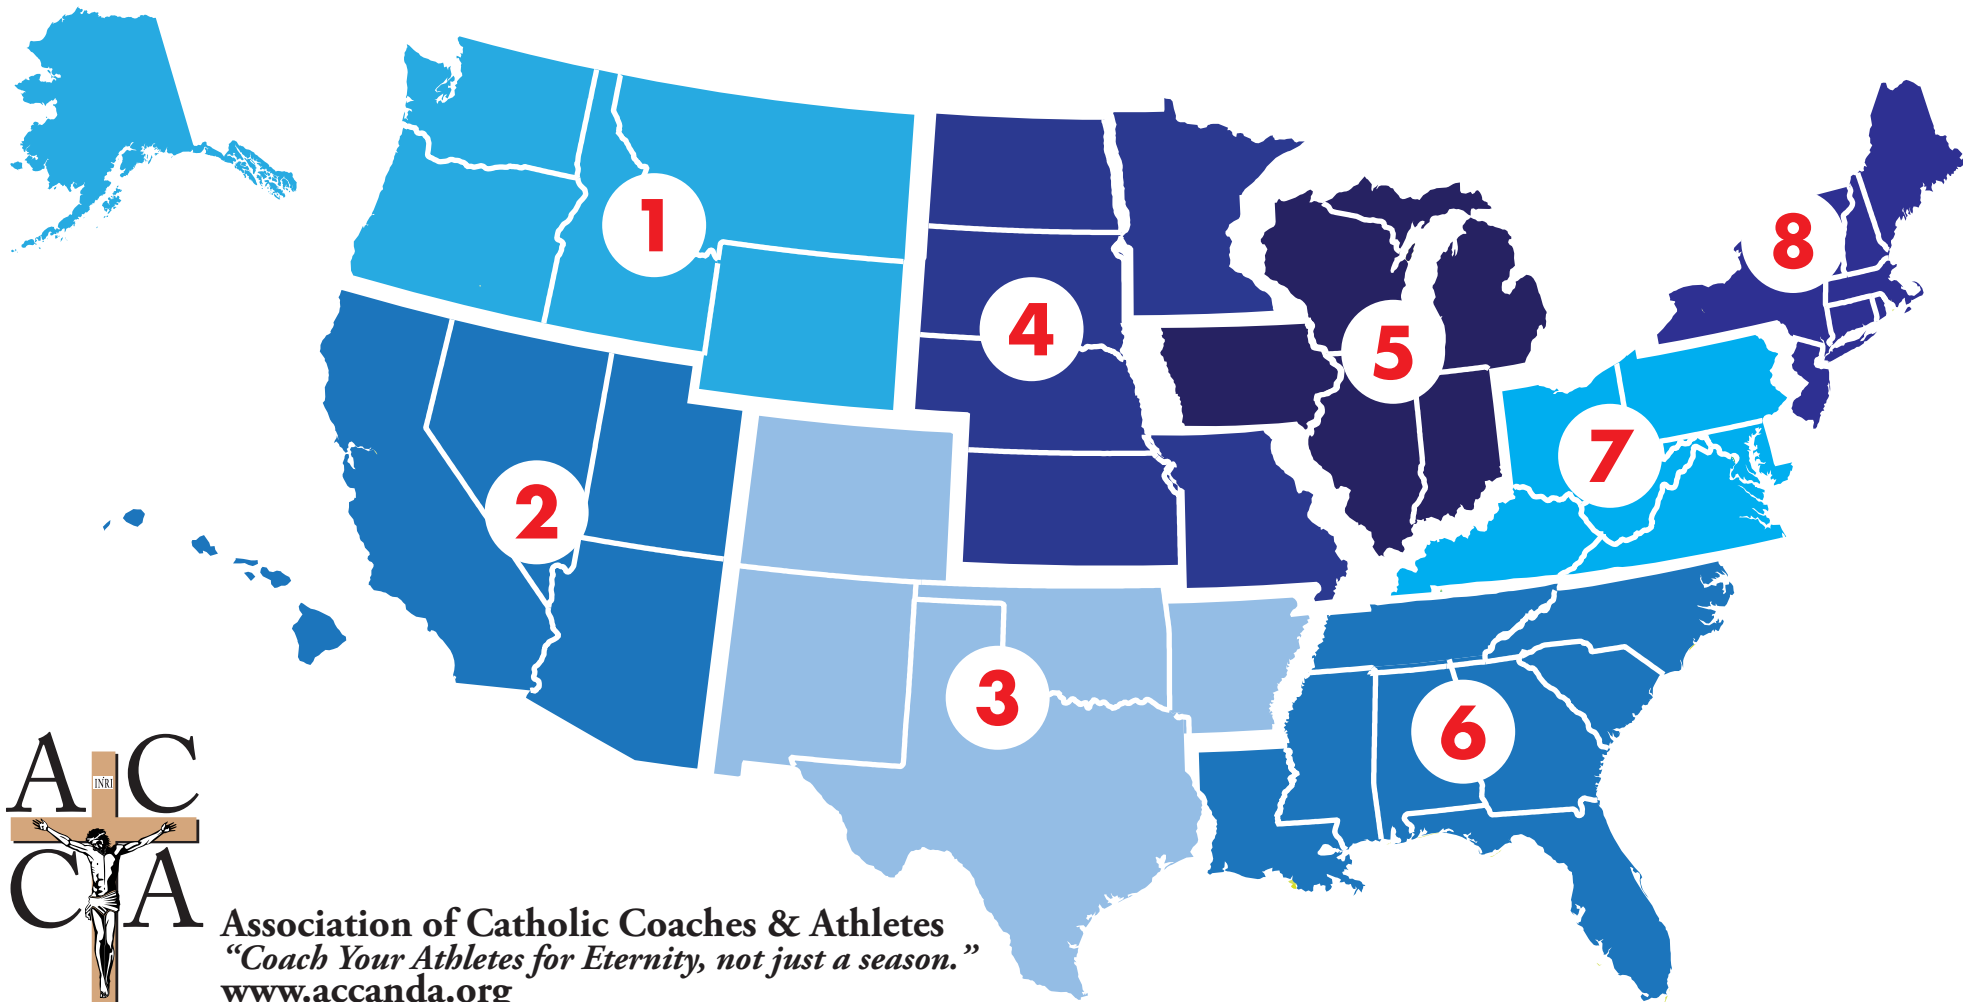 1
8
4
5
7
2
3
6
A C
INRI
C A
Association of Catholic Coaches & Athletes
“Coach Your Athletes for Eternity, not just a season.”
www.accanda.org